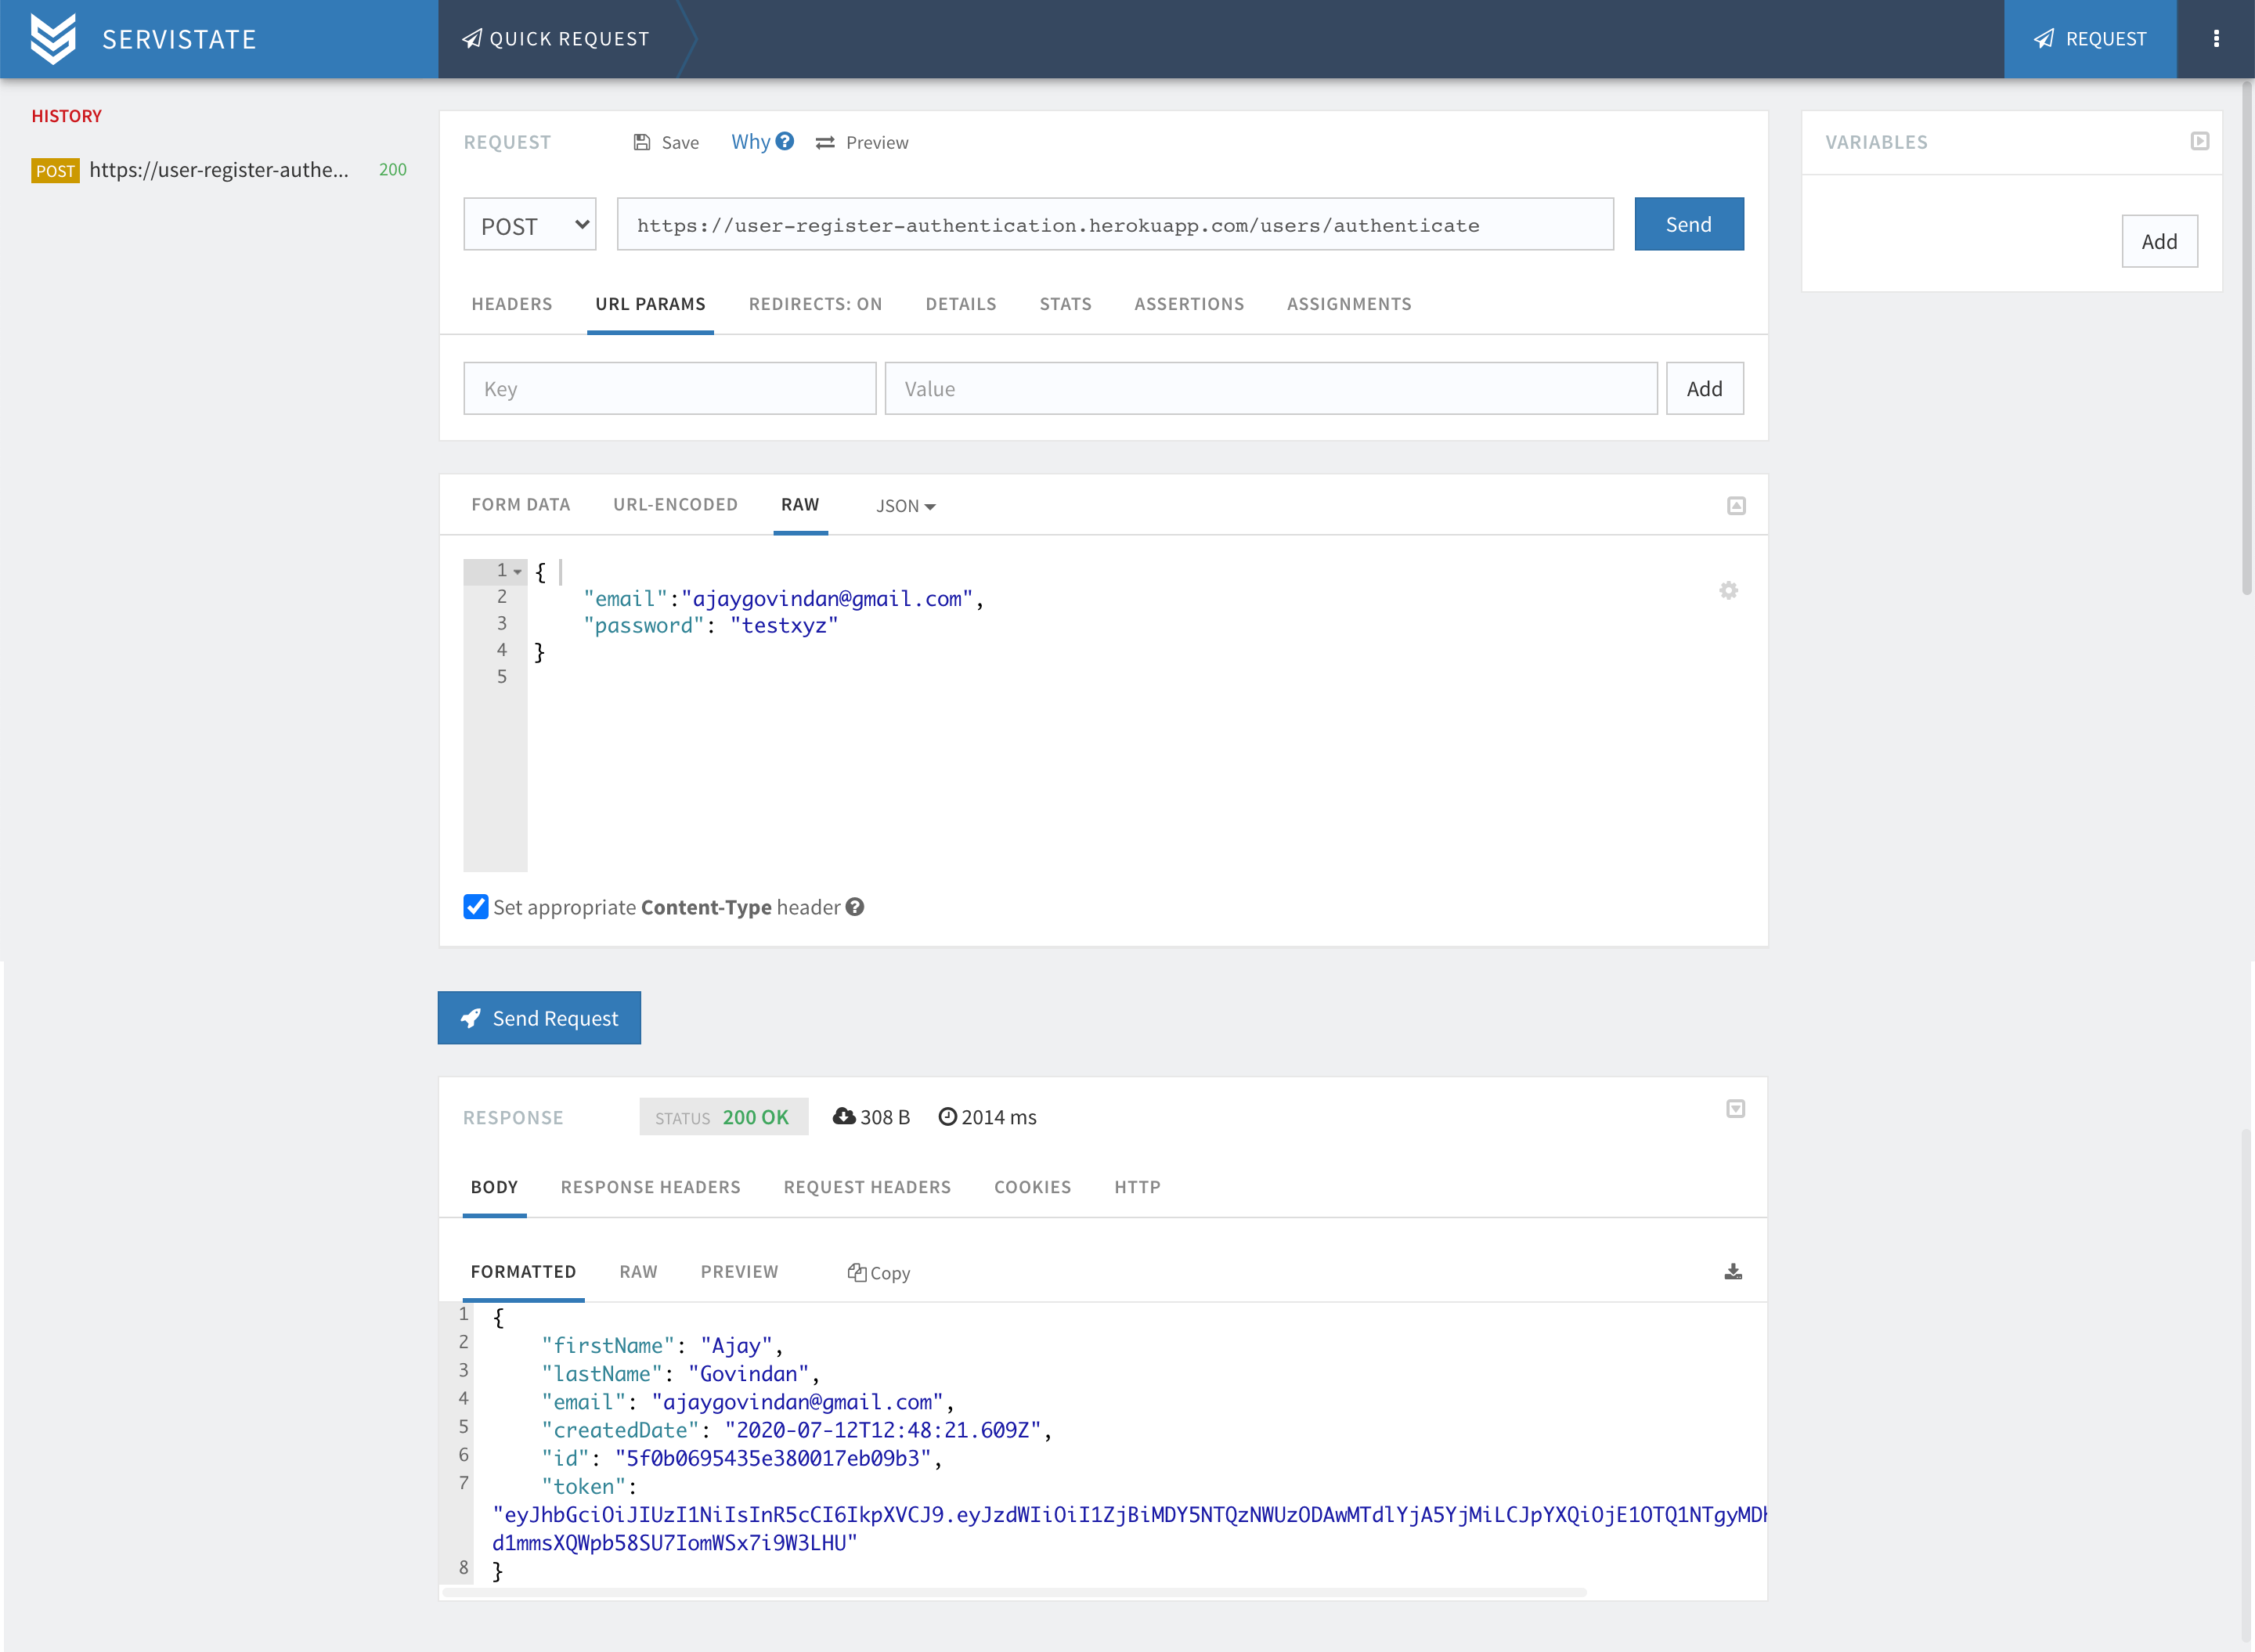 SERVISTATE
QUICK REQUEST
REQUEST
HISTORY
POST https://user-register-authe... 200
REQUEST Save Why Preview
POST https://user-register-authentication.herokuapp.com/users/authenticate Send
HEADERS URL PARAMS REDIRECTS: ON DETAILS STATS ASSERTIONS ASSIGNMENTS
Key Value Add
VARIABLES
Add
FORM DATA URL-ENCODED RAW JSON
1 {
2 "email":"ajaygovindan@gmail.com",
3 "password": "testxyz"
4 }
5
Set appropriate Content-Type header
Send Request
RESPONSE STATUS 200 OK 308 B 2014 ms
BODY RESPONSE HEADERS REQUEST HEADERS COOKIES HTTP
FORMATTED RAW PREVIEW Copy
1 {
2 "firstName": "Ajay",
3 "lastName": "Govindan",
4 "email": "ajaygovindan@gmail.com",
5 "createdDate": "2020-07-12T12:48:21.609Z",
6 "id": "5f0b0695435e380017eb09b3",
7 "token":
"eyJhbGciOiJIUzI1NiIsInR5cCI6IkpXVCJ9.eyJzdWIiOiI1ZjBiMDY5NTQzNWUzODAwMTdlYjA5YjMiLCJpYXQiOjE1OTQ1NTgyMD
d1mmsXQWpb58SU7IomWSx7i9W3LHU"
8 }